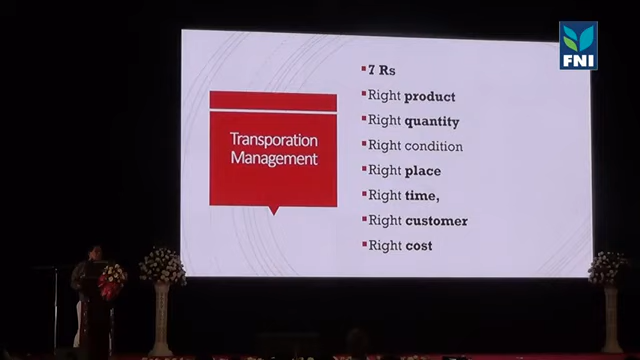 FNI
Transporation
Management
7 Rs
Right product
Right quantity
Right condition
Right place
Right time,
Right customer
Right cost